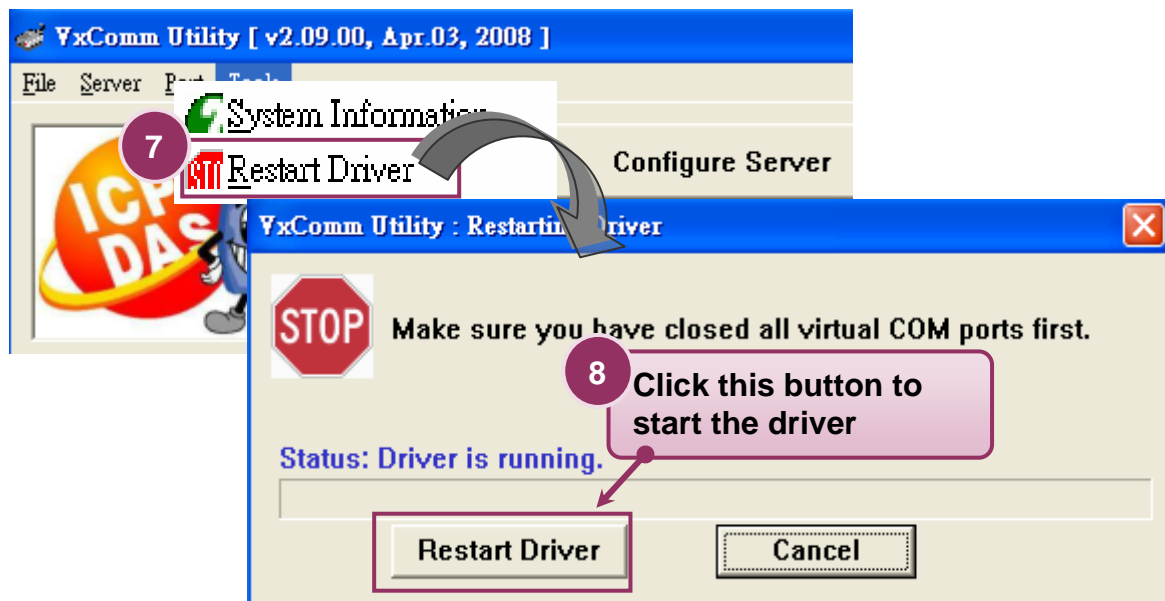 VxComm Utility [ v2.09.00, Apr.03, 2008 ]
File Server Port Tools
System Information
7
Restart Driver
Configure Server
ICP
DAS
VxComm Utility : Restarting Driver
STOP
Make sure you have closed all virtual COM ports first.
8
Click this button to
start the driver
Status: Driver is running.
Restart Driver
Cancel